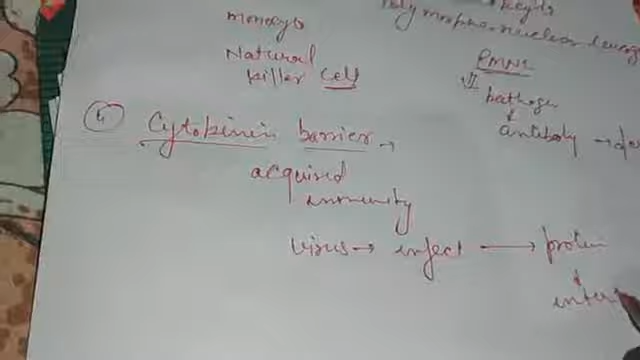 monocyte
Natural
killer cell
PMNL
pathogen
antibody →
4 Cytokinin barrier →
acquired
immunity
virus → infect → protein
inter